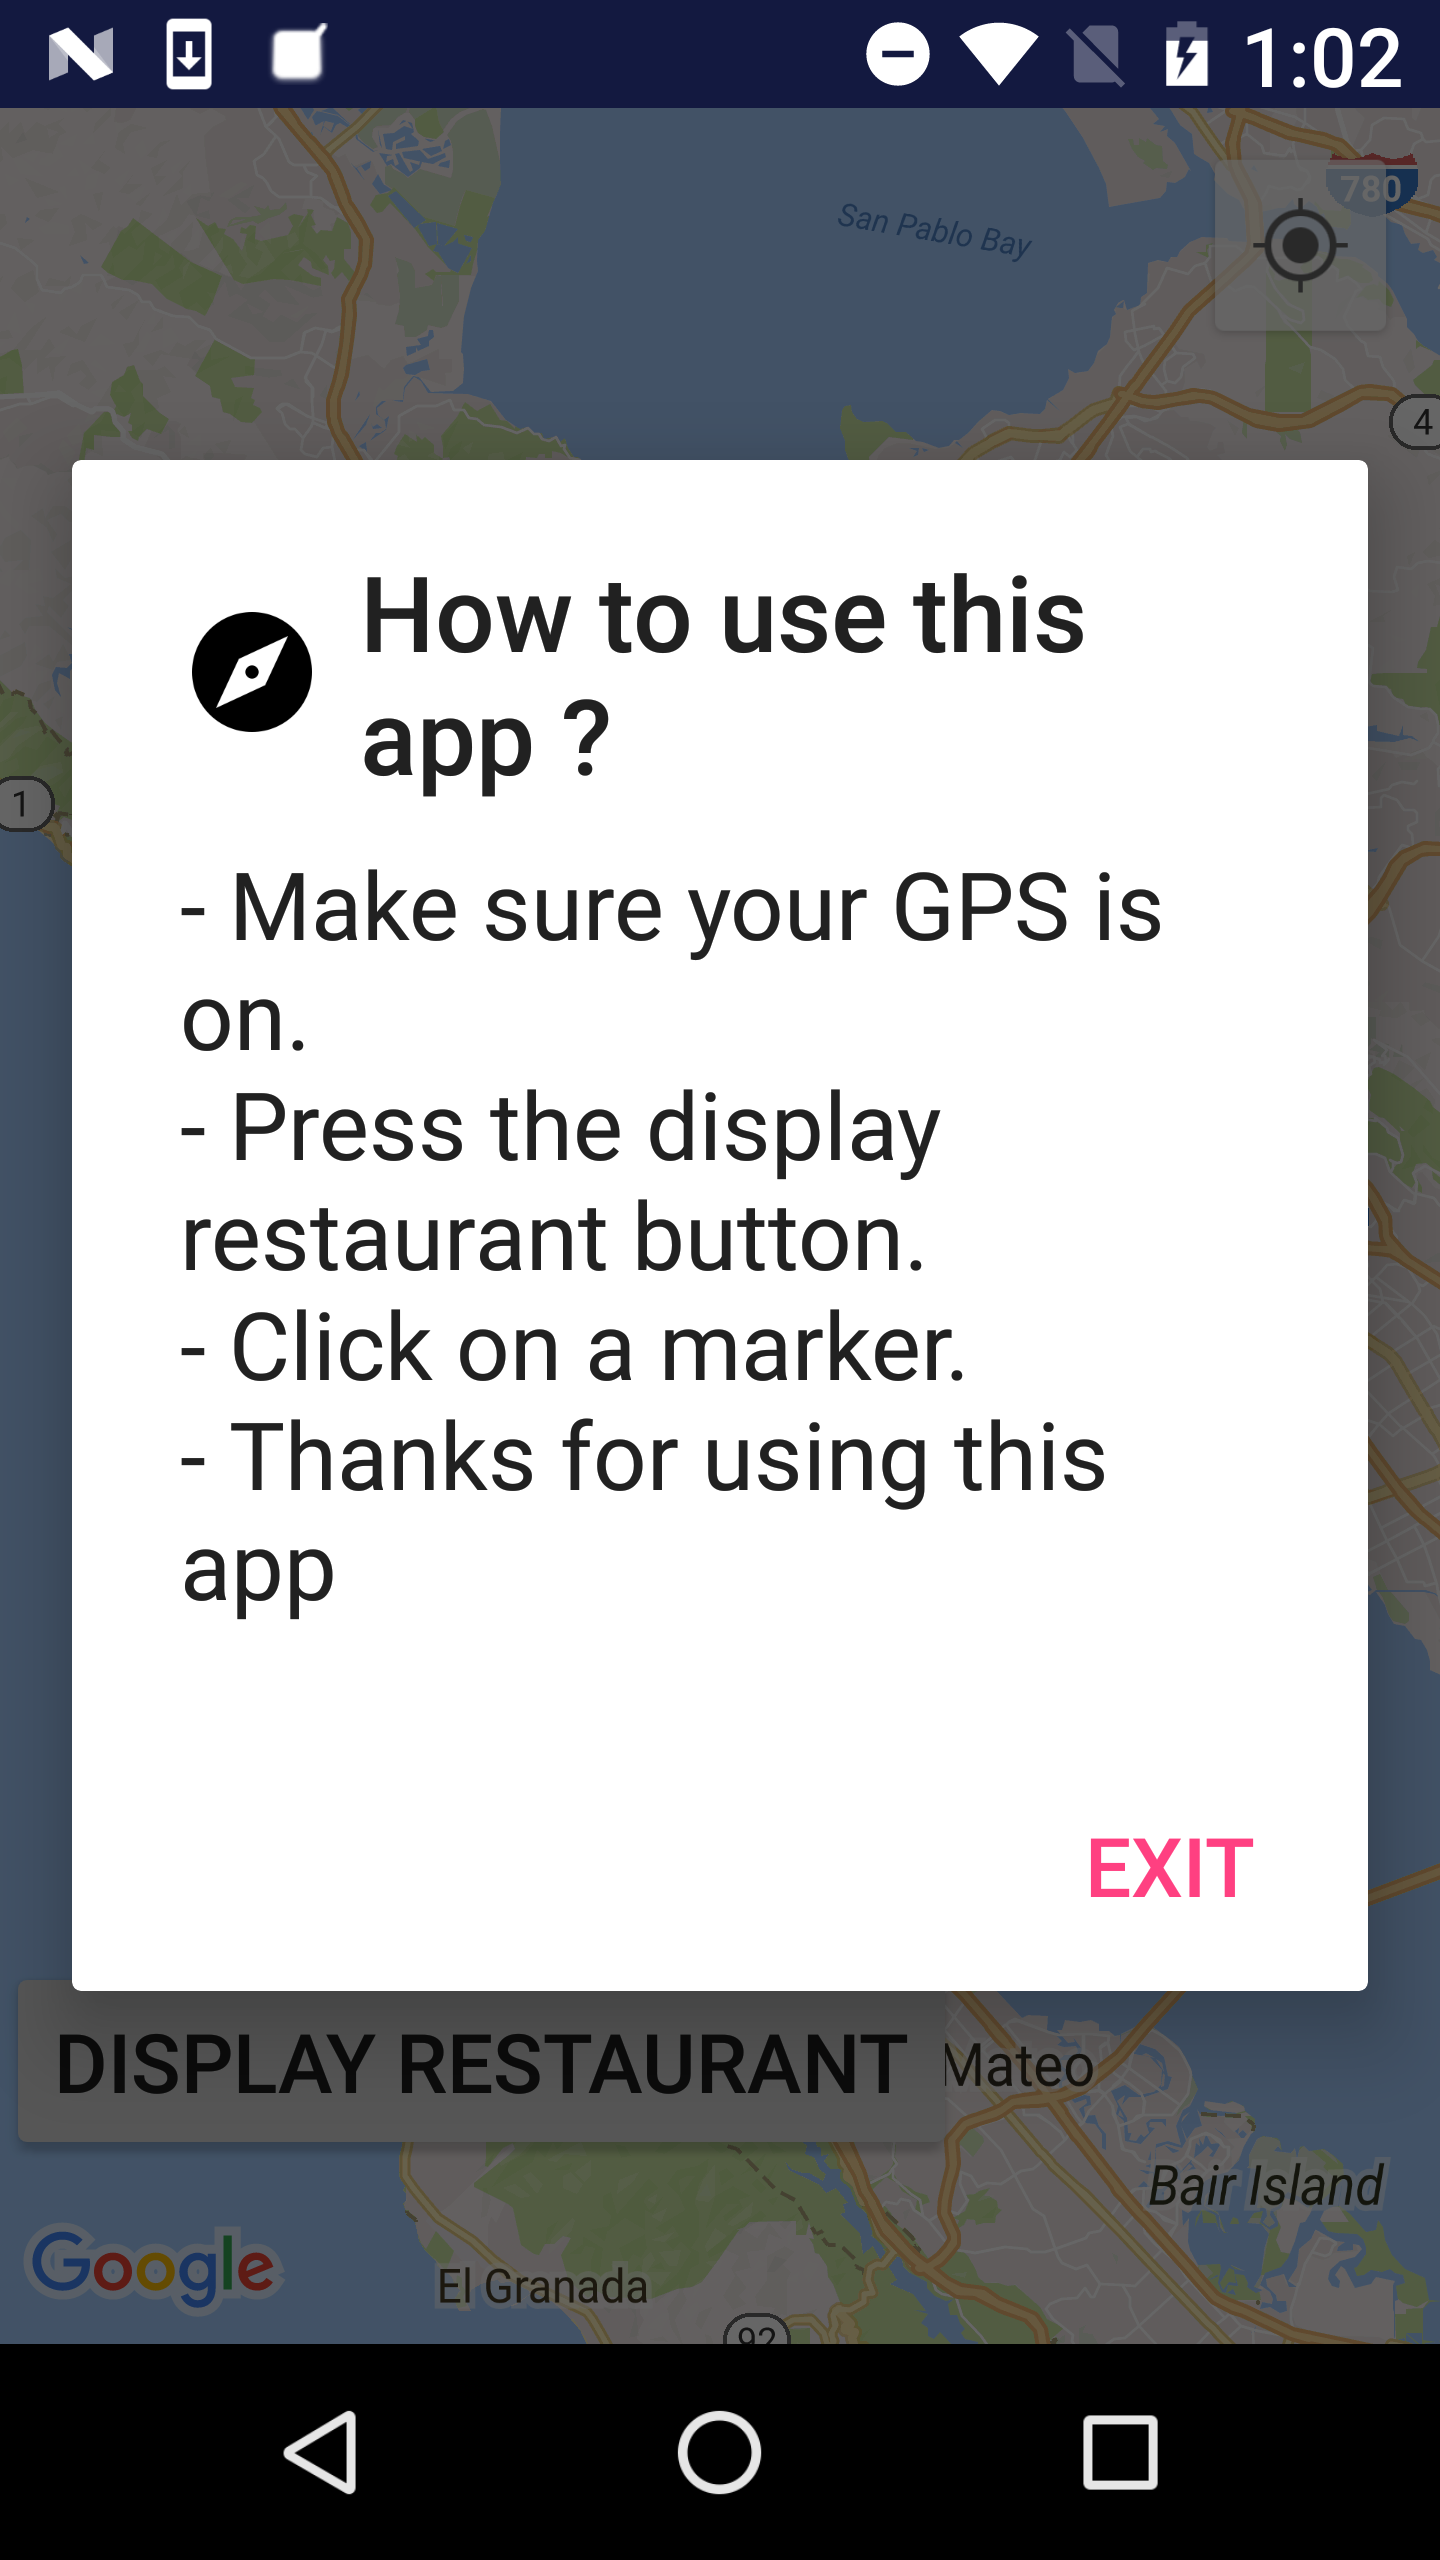 1:02
San Pablo Bay
780
4
How to use this
app ?
1
- Make sure your GPS is
on.
- Press the display
restaurant button.
- Click on a marker.
- Thanks for using this
app
EXIT
DISPLAY RESTAURANT
Mateo
Bair Island
Google
El Granada
92